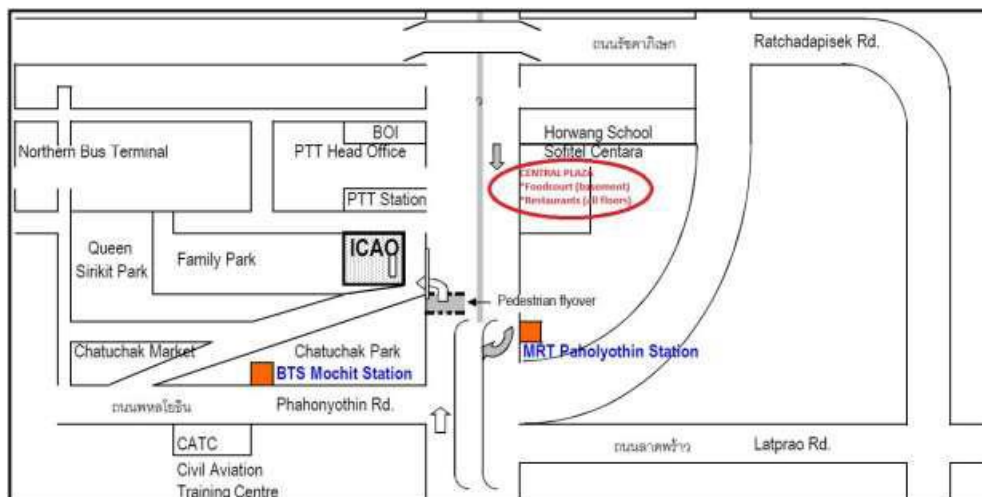 ถนนรัชดาภิเษก
Ratchadapisek Rd.
BOI
Horwang School
Northern Bus Terminal
PTT Head Office
Sofitel Centara
CENTRAL PLAZA
*Foodcourt (basement)
*Restaurants (all floors)
PTT Station
ICAO
Queen
Sirikit Park
Family Park
Pedestrian flyover
Chatuchak Market
Chatuchak Park
MRT Paholyothin Station
BTS Mochit Station
ถนนพหลโยธิน
Phahonyothin Rd.
CATC
ถนนลาดพร้าว
Latprao Rd.
Civil Aviation
Training Centre